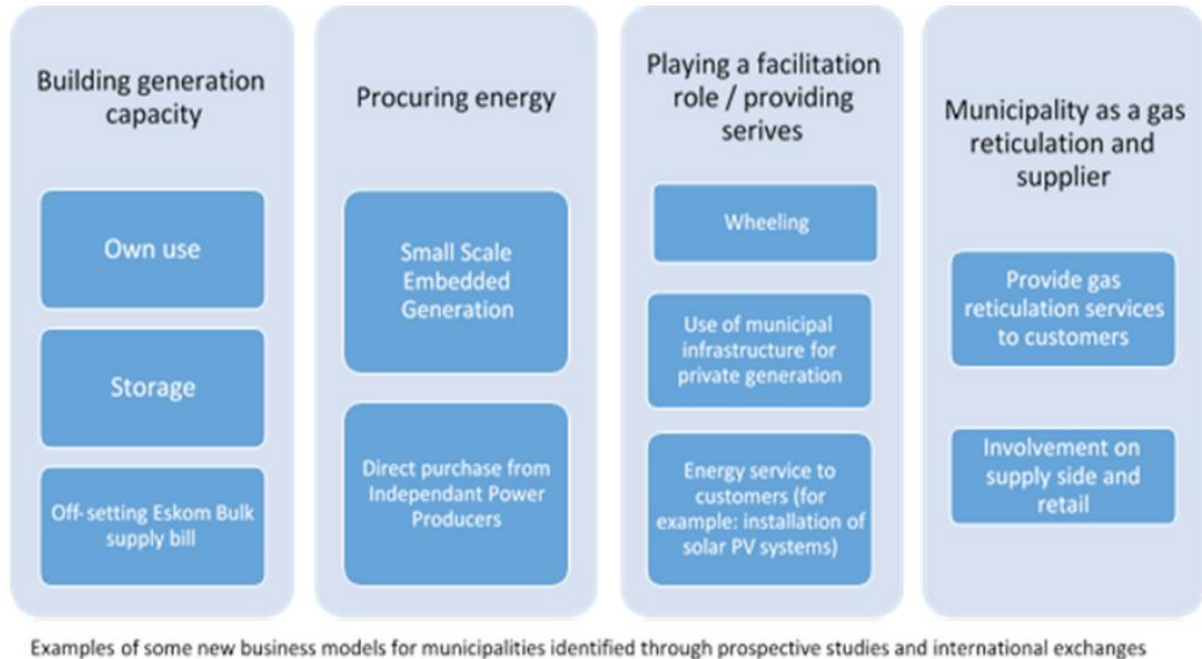 Building generation
capacity
Own use
Storage
Off-setting Eskom Bulk
supply bill
Procuring energy
Small Scale
Embedded
Generation
Direct purchase from
Independant Power
Producers
Playing a facilitation
role / providing
serives
Wheeling
Use of municipal
infrastructure for
private generation
Energy service to
customers (for
example: installation of
solar PV systems)
Municipality as a gas
reticulation and
supplier
Provide gas
reticulation services
to customers
Involvement on
supply side and
retail
Examples of some new business models for municipalities identified through prospective studies and international exchanges